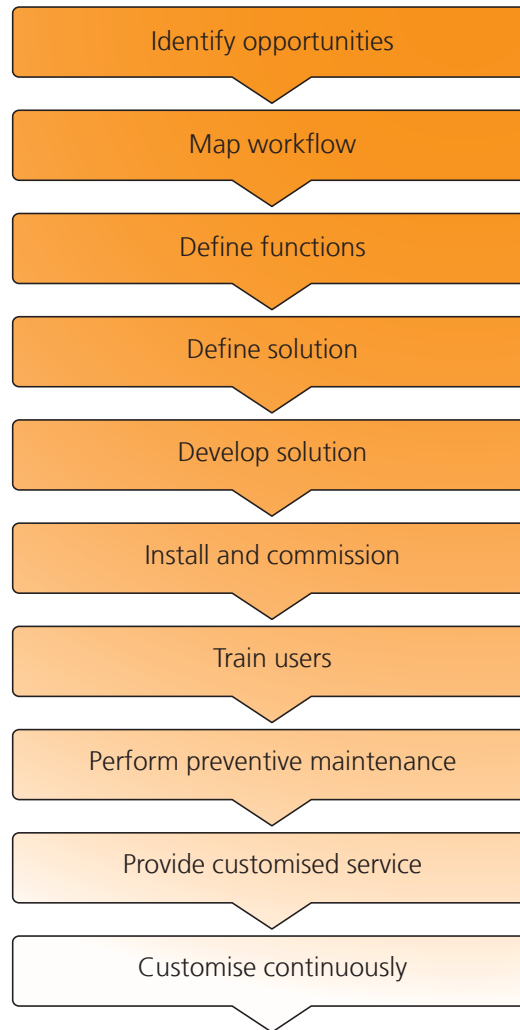 Identify opportunities
Map workflow
Define functions
Define solution
Develop solution
Install and commission
Train users
Perform preventive maintenance
Provide customised service
Customise continuously